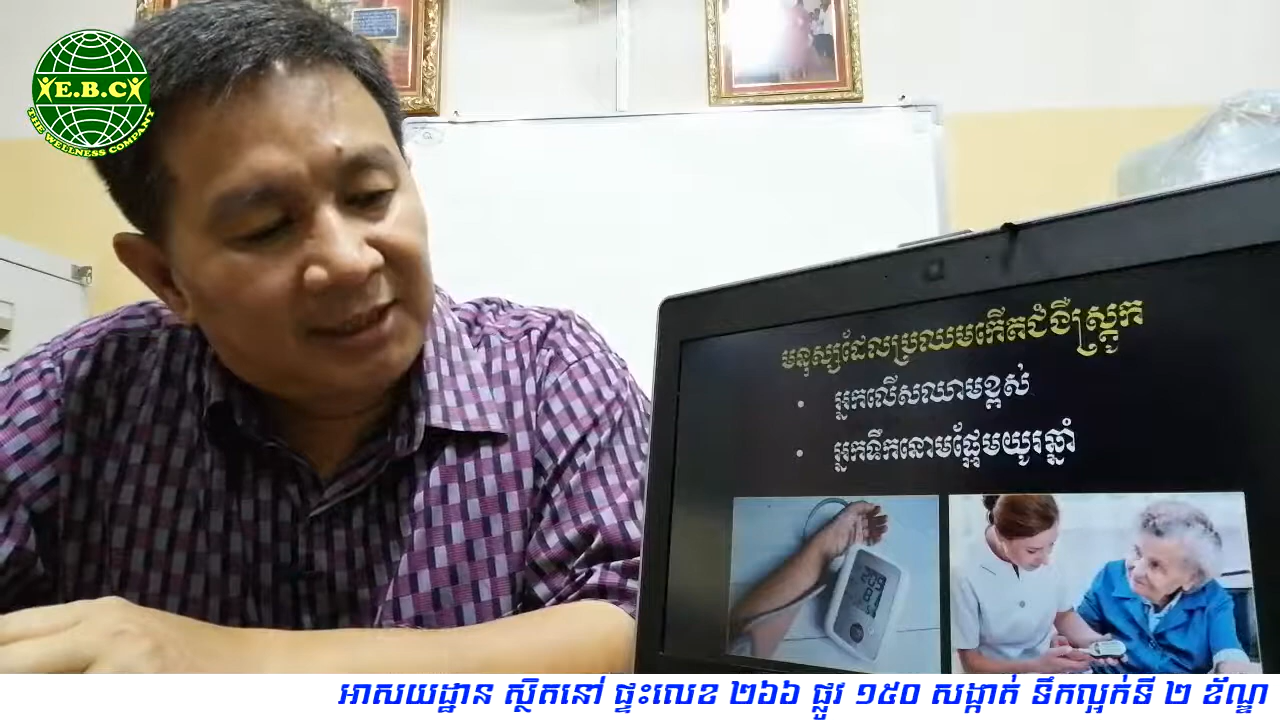 E.B.C
THE WELLNESS COMPANY
មនុស្សដែលប្រឈមកើតជំងឺស្ត្រូក
• អ្នកលើសឈាមខ្ពស់
• អ្នកទឹកនោមផ្អែមយូរឆ្នាំ
អាសយដ្ឋាន ស្ថិតនៅ ផ្ទះលេខ ២៦៦ ផ្លូវ ១៥០ សង្កាត់ ទឹកល្អក់ទី ២ ខ័ណ្ឌ